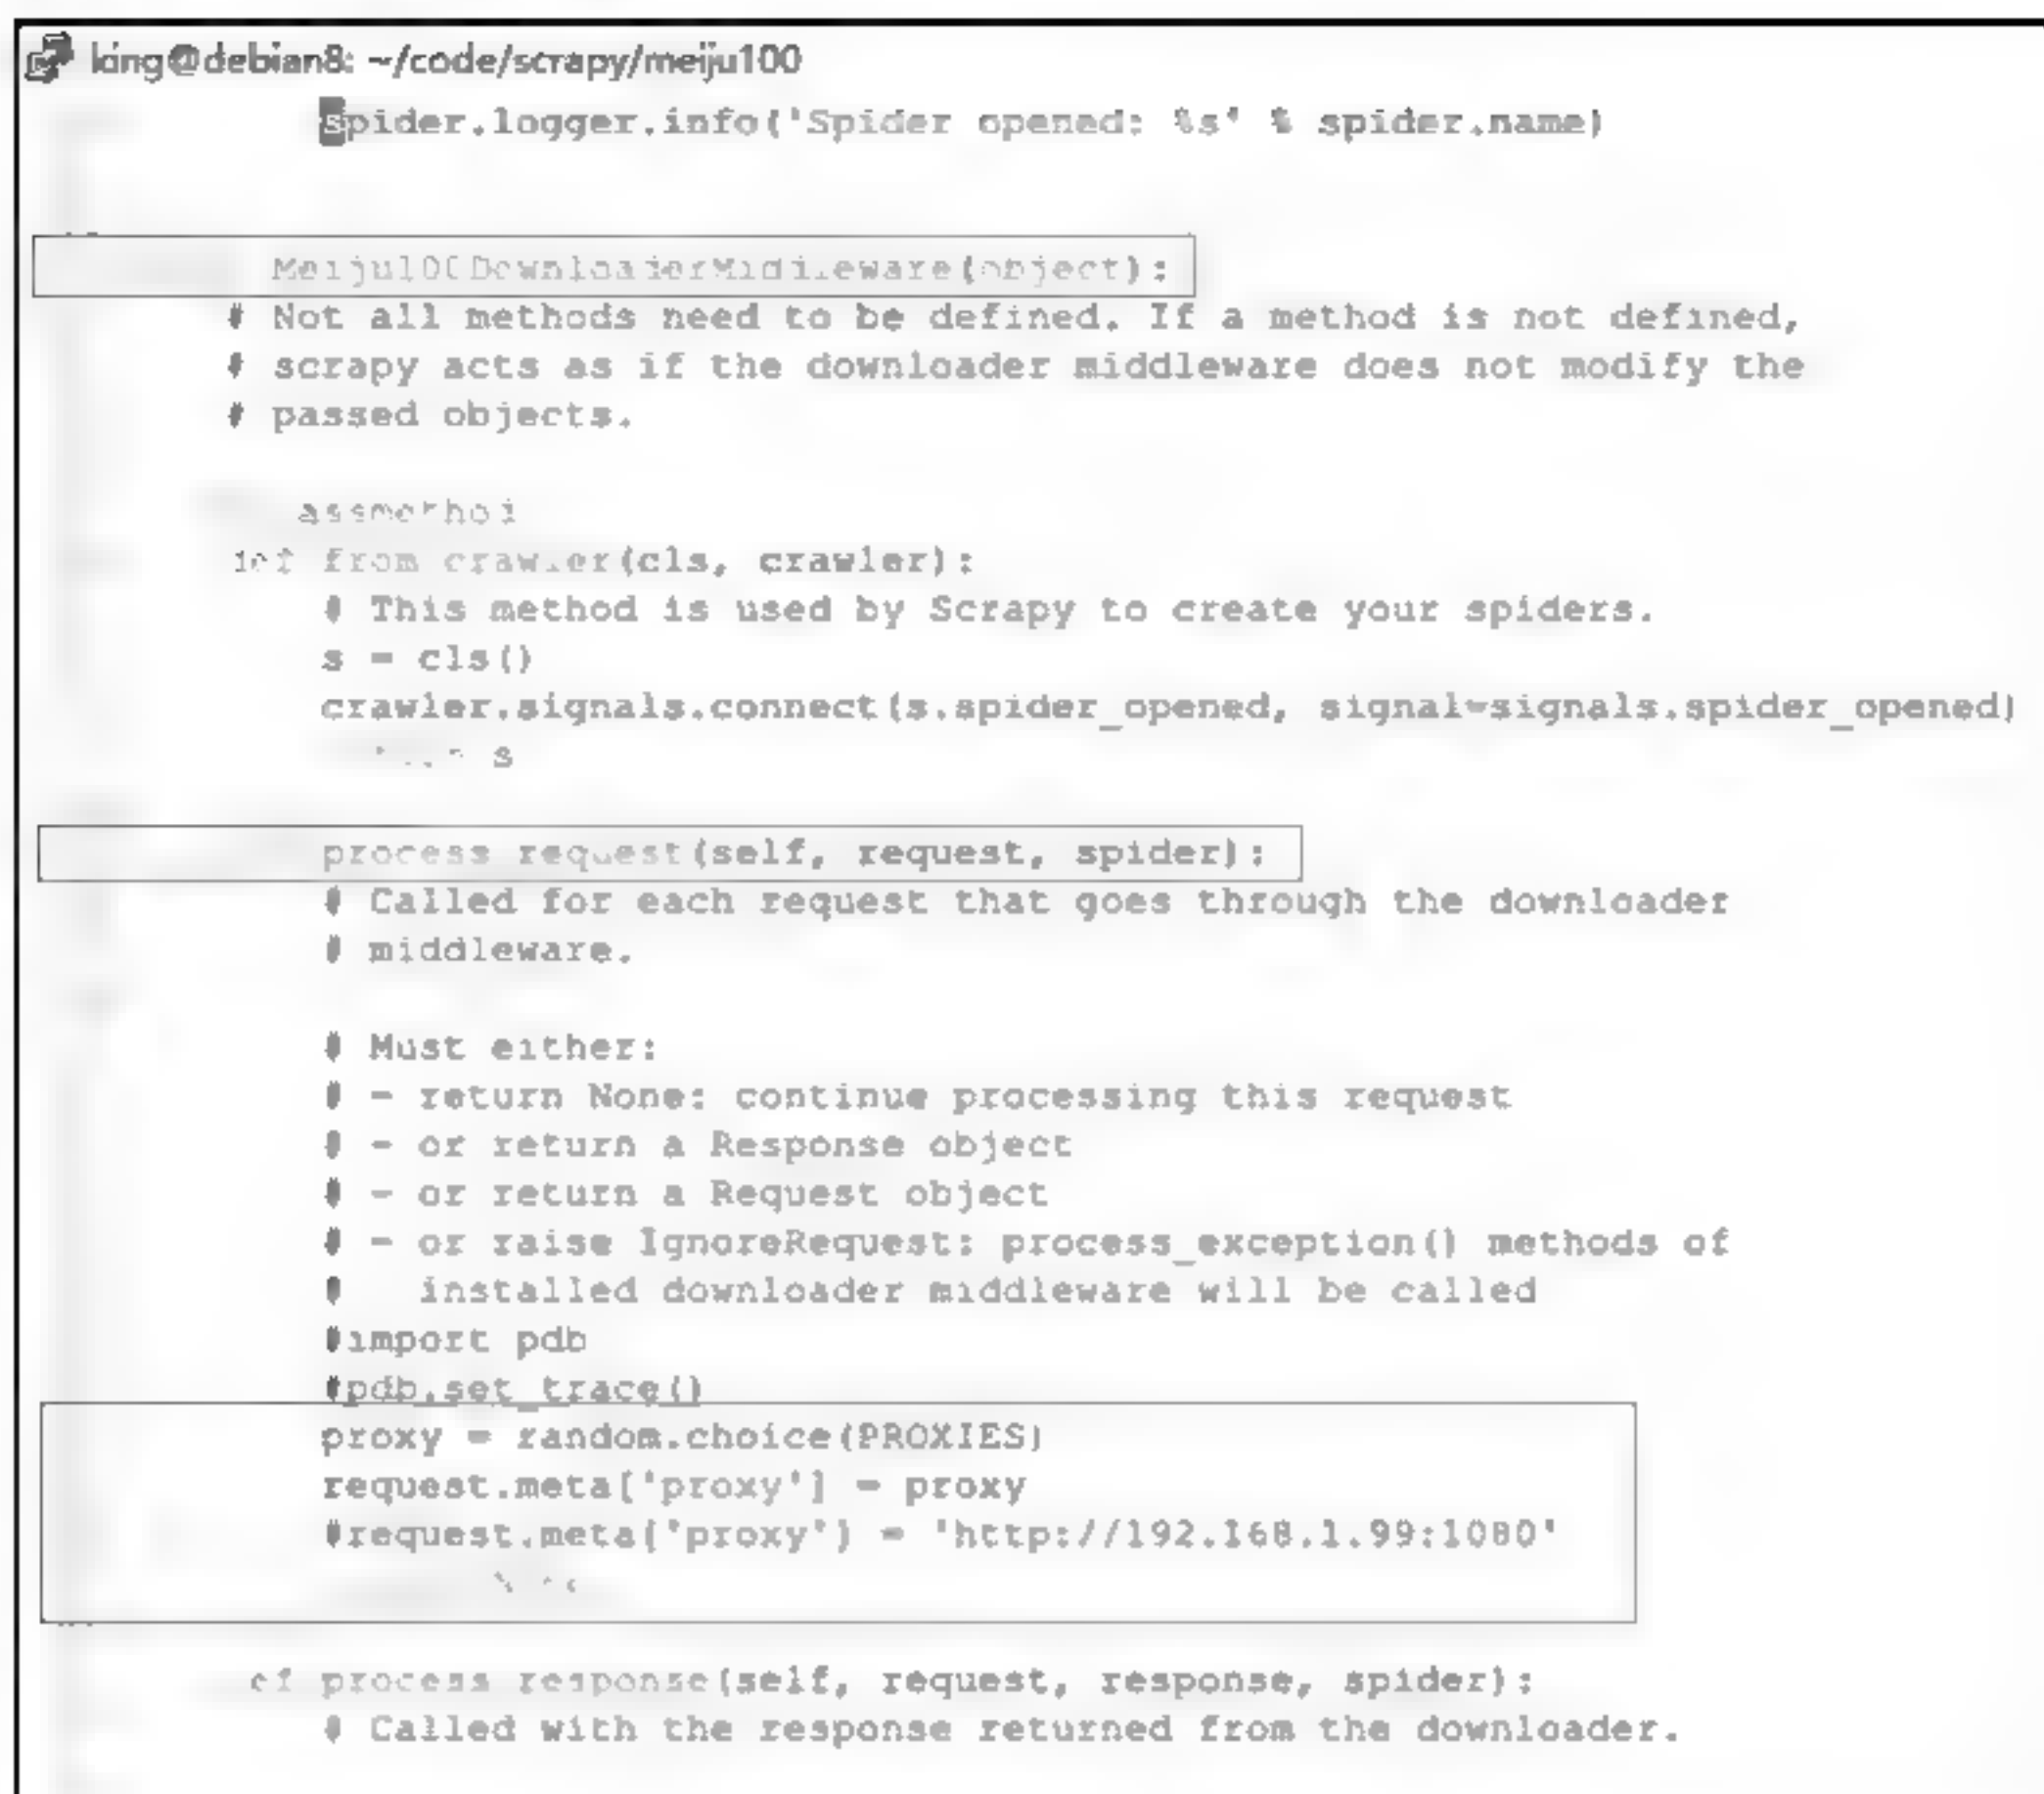 king@debian8: ~/code/scrapy/meiju100
        spider.logger.info('Spider opened: %s' % spider.name)
Meiju100DownloaderMiddleware(object):
    # Not all methods need to be defined. If a method is not defined,
    # scrapy acts as if the downloader middleware does not modify the
    # passed objects.
    from_crawler(cls, crawler):
        # This method is used by Scrapy to create your spiders.
        s = cls()
        crawler.signals.connect(s.spider_opened, signal=signals.spider_opened)
        s
    process_request(self, request, spider):
        # Called for each request that goes through the downloader
        # middleware.
        # Must either:
        # - return None: continue processing this request
        # - or return a Response object
        # - or return a Request object
        # - or raise IgnoreRequest: process_exception() methods of
        #   installed downloader middleware will be called
        #import pdb
        #pdb.set_trace()
        proxy = random.choice(PROXIES)
        request.meta['proxy'] = proxy
        #request.meta['proxy'] = 'http://192.168.1.99:1080'
    process_response(self, request, response, spider):
        # Called with the response returned from the downloader.